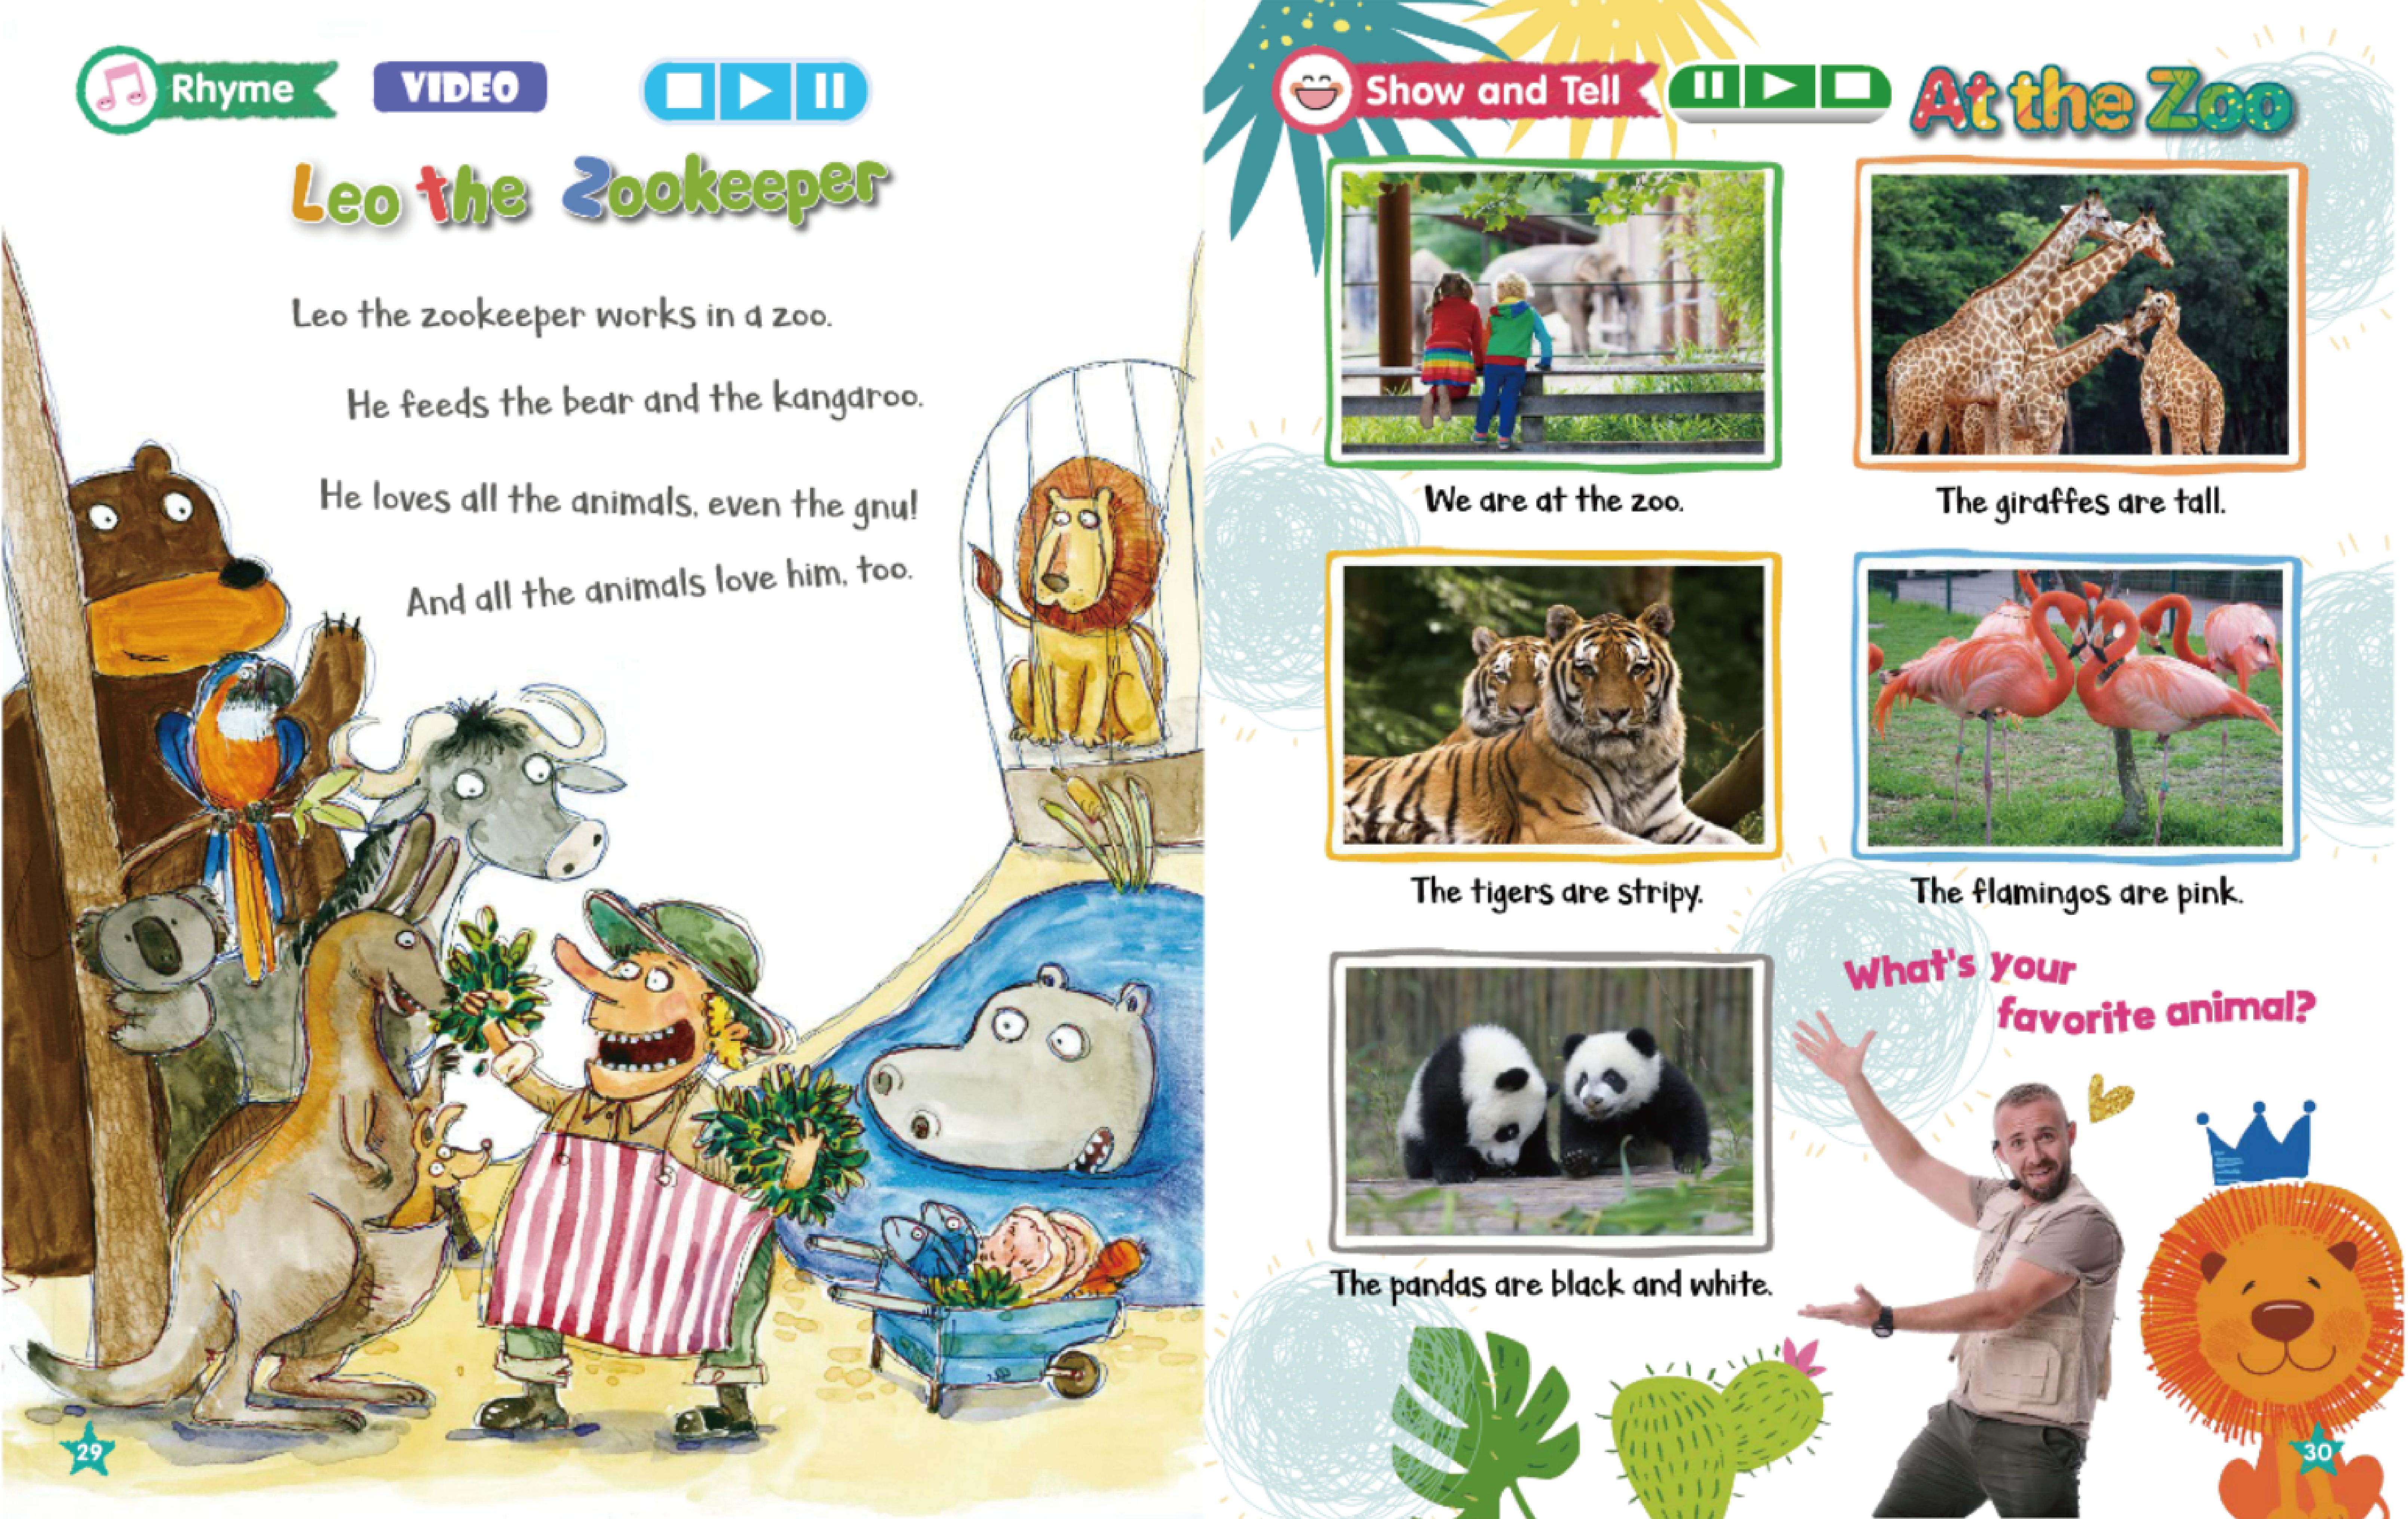 Rhyme
VIDEO
Leo the Zookeeper
Leo the zookeeper works in a zoo.
He feeds the bear and the kangaroo.
He loves all the animals, even the gnu!
And all the animals love him, too.
29
Show and Tell
At the Zoo
We are at the zoo.
The giraffes are tall.
The tigers are stripy.
The flamingos are pink.
The pandas are black and white.
What's your
favorite animal?
30